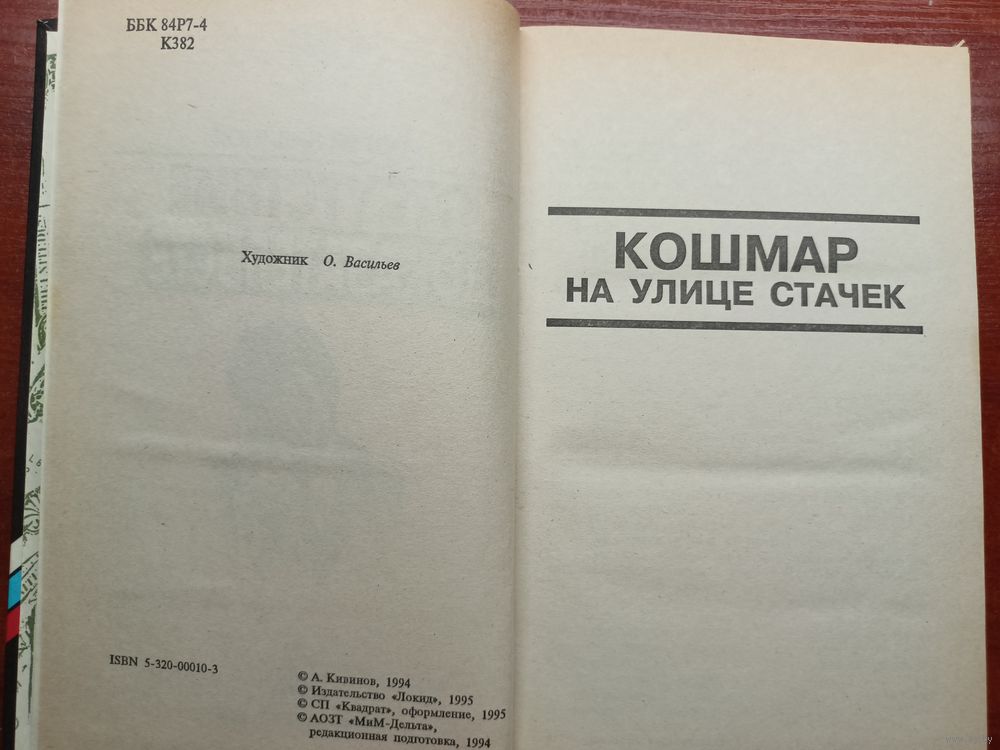 ББК 84Р7-4
К382
Художник О. Васильев
ISBN 5-320-00010-3
© А. Кивинов, 1994
© Издательство «Локид», 1995
© СП «Квадрат», оформление, 1995
© АОЗТ «МиМ-Дельта»,
редакционная подготовка, 1994
КОШМАР
НА УЛИЦЕ СТАЧЕК